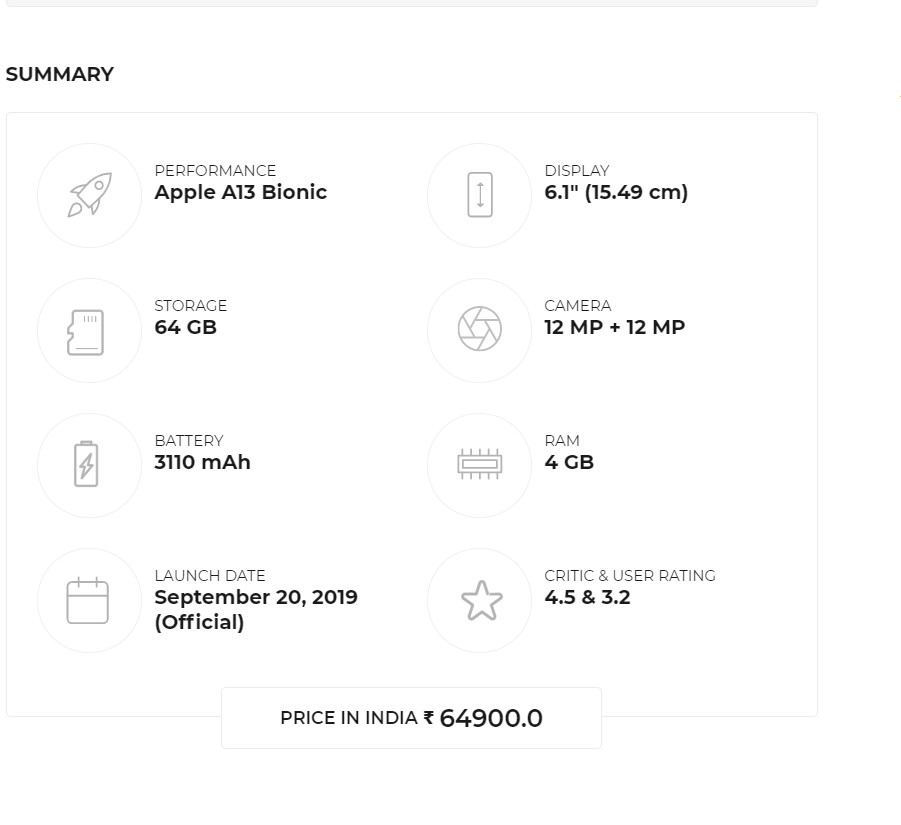 SUMMARY
PERFORMANCE
Apple A13 Bionic
DISPLAY
6.1" (15.49 cm)
STORAGE
64 GB
CAMERA
12 MP + 12 MP
BATTERY
3110 mAh
RAM
4 GB
LAUNCH DATE
September 20, 2019
(Official)
CRITIC & USER RATING
4.5 & 3.2
PRICE IN INDIA ₹ 64900.0